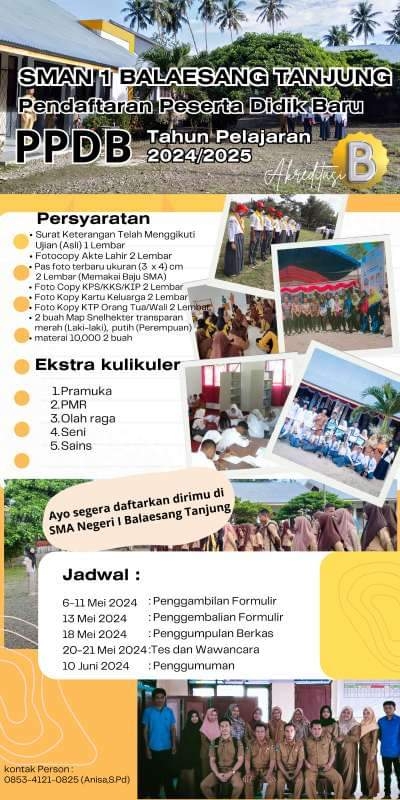 SMAN 1 BALAESANG TANJUNG
Pendaftaran Peserta Didik Baru
PPDB
Tahun Pelajaran
2024/2025
Akreditasi
B
Persyaratan
• Surat Keterangan Telah Menggikuti
Ujian (Asli) 1 Lembar
• Fotocopy Akte Lahir 2 Lembar
• Pas foto terbaru ukuran (3 x 4) cm
2 Lembar (Memakai Baju SMA)
• Foto Copy KPS/KKS/KIP 2 Lembar
• Foto Kopy Kartu Keluarga 2 Lembar
• Foto Kopy KTP Orang Tua/Wali 2 Lembar
• 2 buah Map Snelhekter transparan
merah (Laki-laki), putih (Perempuan)
• materai 10,000 2 buah
Ekstra kulikuler
1.Pramuka
2.PMR
3.Olah raga
4.Seni
5.Sains
Ayo segera daftarkan dirimu di
SMA Negeri I Balaesang Tanjung
Jadwal :
6-11 Mei 2024 : Penggambilan Formulir
13 Mei 2024 : Penggembalian Formulir
18 Mei 2024 : Penggumpulan Berkas
20-21 Mei 2024 :Tes dan Wawancara
10 Juni 2024 : Penggumuman
kontak Person :
0853-4121-0825 (Anisa,S.Pd)